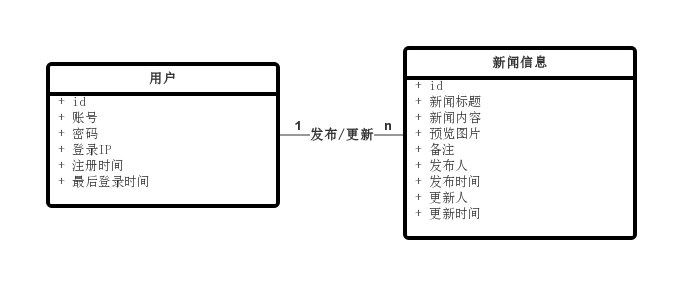 用户
+ id
+ 账号
+ 密码
+ 登录IP
+ 注册时间
+ 最后登录时间
1
发布/更新
n
新闻信息
+ id
+ 新闻标题
+ 新闻内容
+ 预览图片
+ 备注
+ 发布人
+ 发布时间
+ 更新人
+ 更新时间